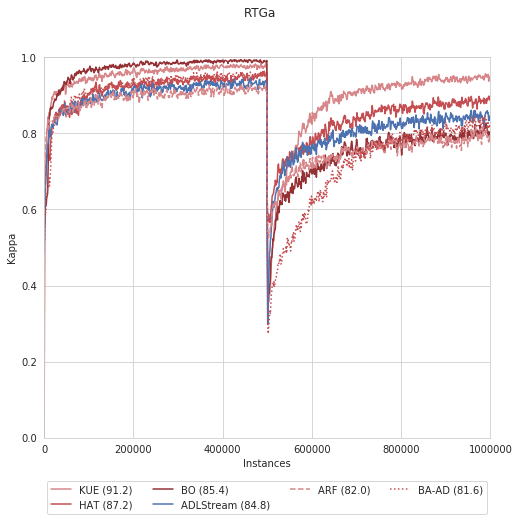 RTGa
1.0
0.8
0.6
0.4
0.2
0.0
Kappa
0 200000 400000 600000 800000 1000000
Instances
KUE (91.2) BO (85.4) ARF (82.0) BA-AD (81.6)
HAT (87.2) ADLStream (84.8)